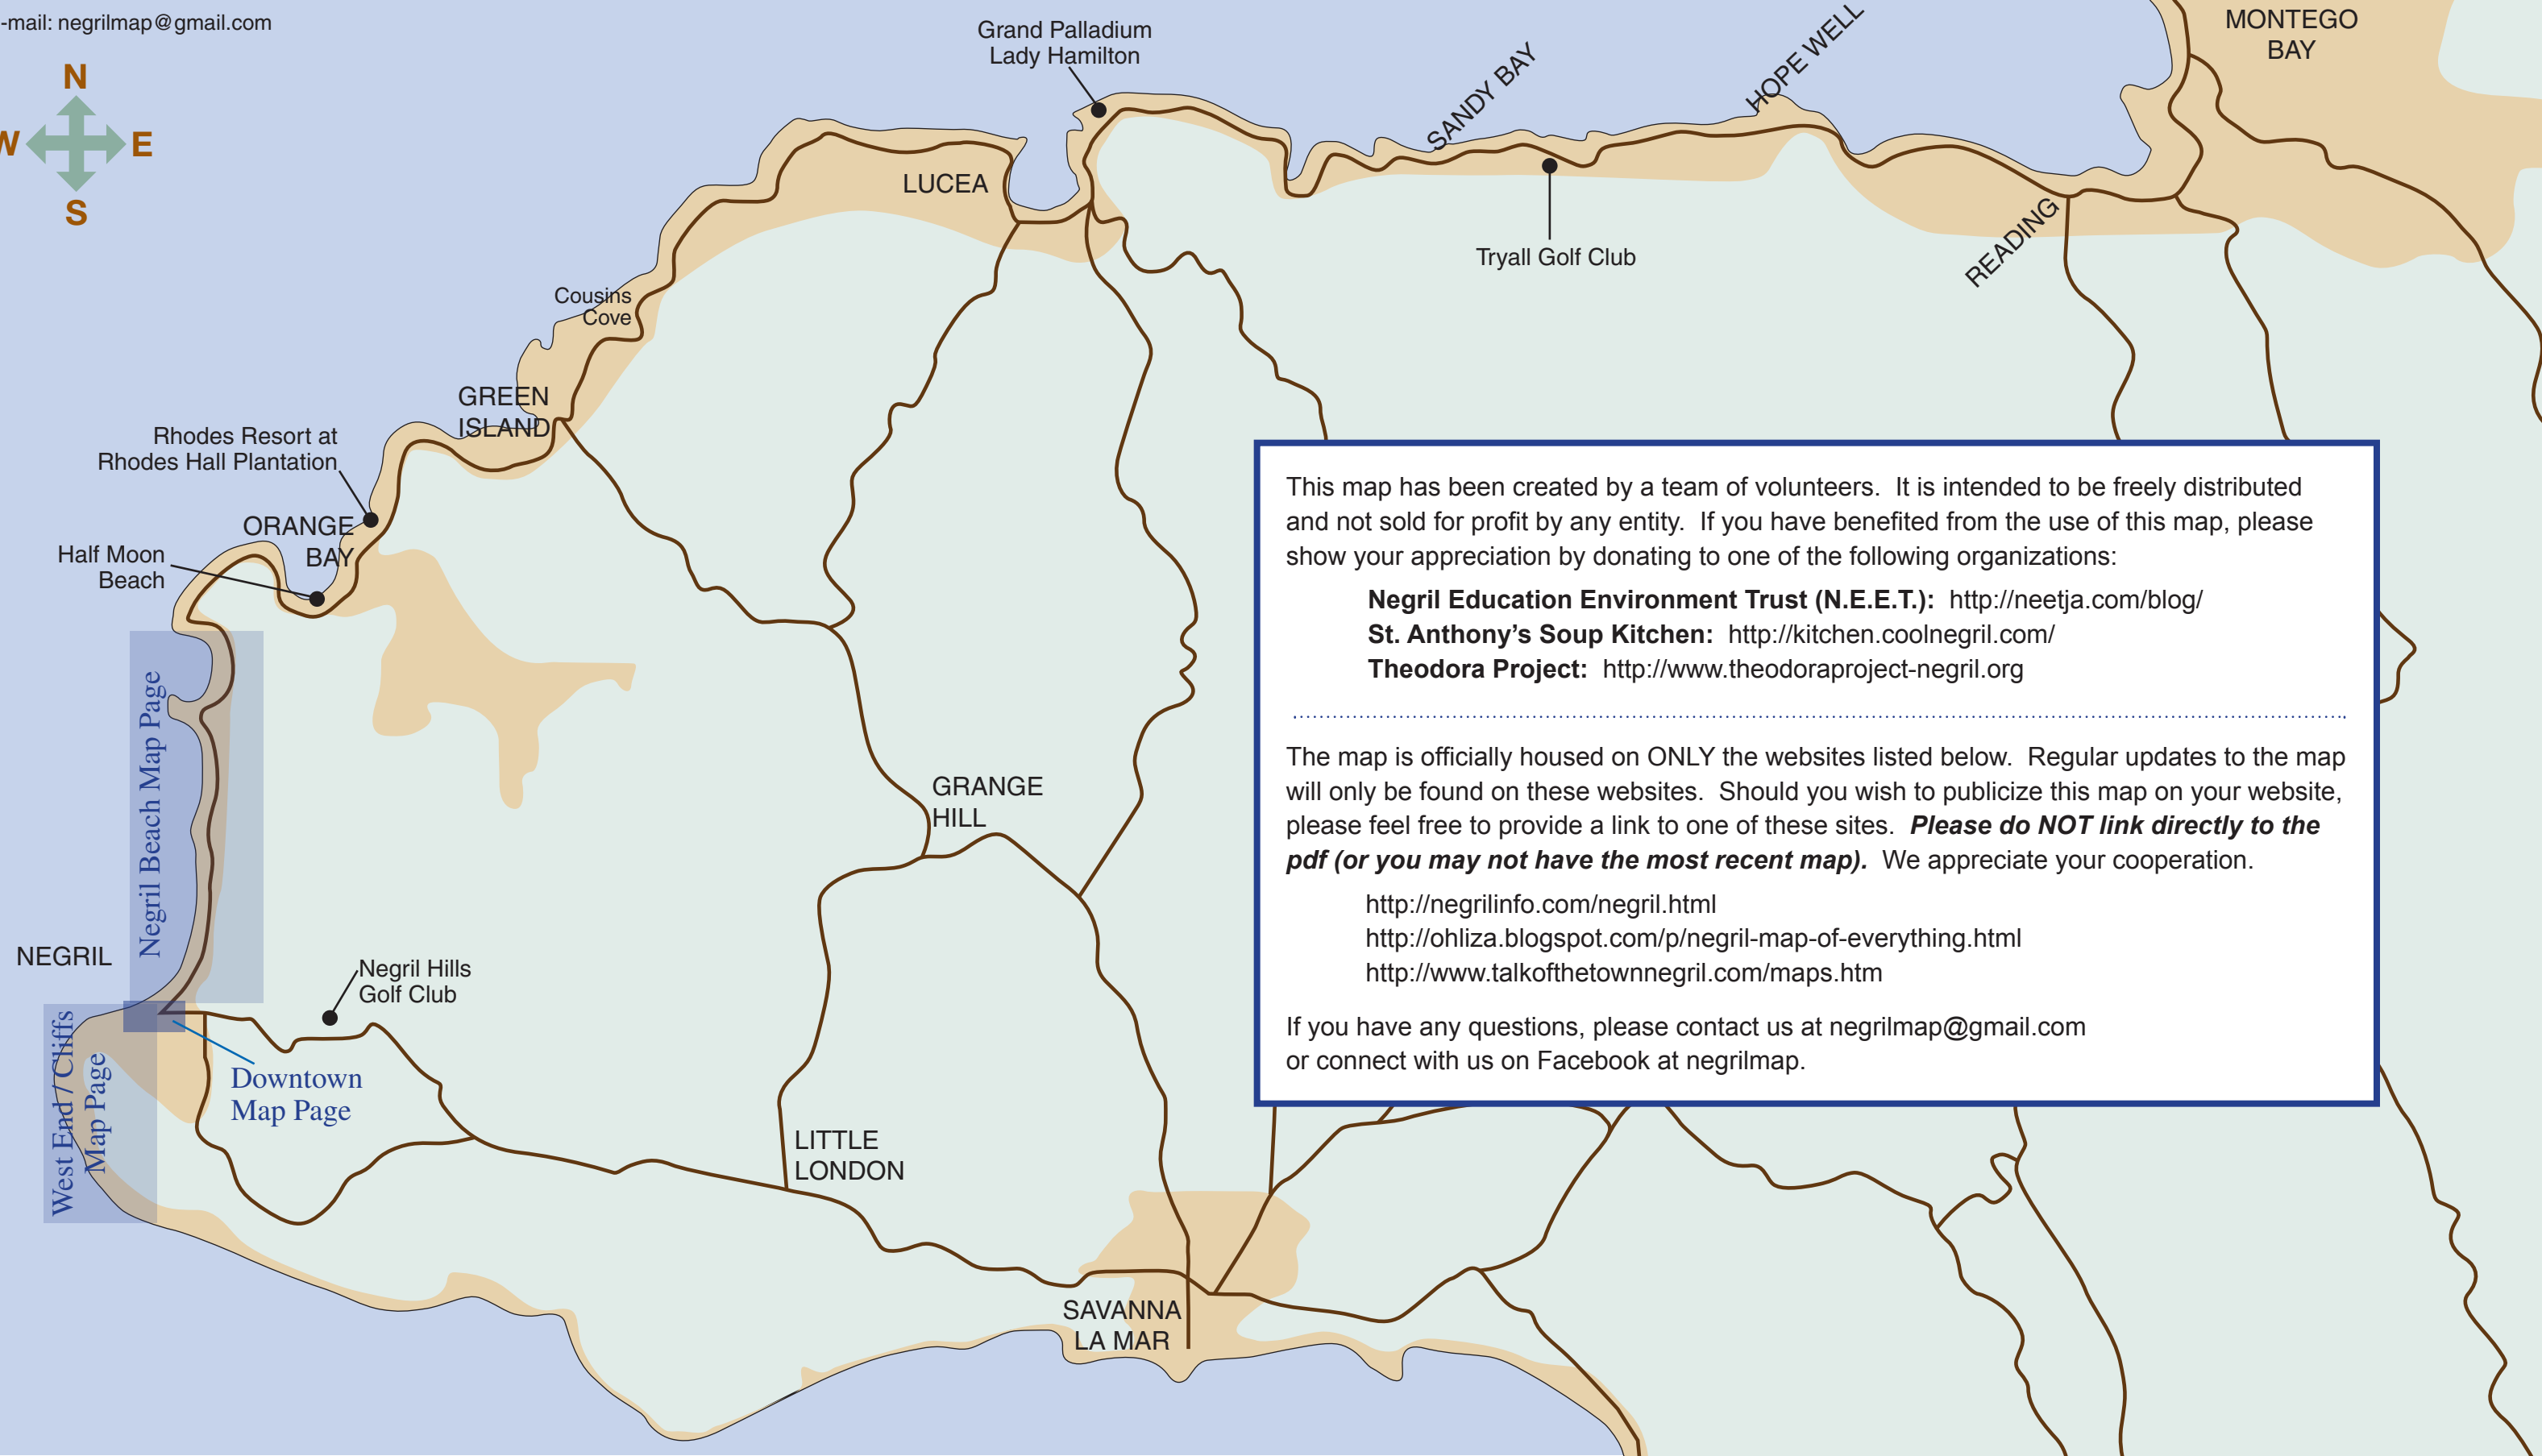 -mail: negrilmap@gmail.com
N
W
E
S
Grand Palladium
Lady Hamilton
SANDY BAY
HOPE WELL
MONTEGO
BAY
LUCEA
Tryall Golf Club
READING
Cousins
Cove
GREEN
ISLAND
Rhodes Resort at
Rhodes Hall Plantation
ORANGE
BAY
Half Moon
Beach
Negril Beach Map Page
NEGRIL
Negril Hills
Golf Club
West End / Cliffs
Map Page
Downtown
Map Page
GRANGE
HILL
LITTLE
LONDON
SAVANNA
LA MAR
This map has been created by a team of volunteers. It is intended to be freely distributed
and not sold for profit by any entity. If you have benefited from the use of this map, please
show your appreciation by donating to one of the following organizations:
Negril Education Environment Trust (N.E.E.T.): http://neetja.com/blog/
St. Anthony's Soup Kitchen: http://kitchen.coolnegril.com/
Theodora Project: http://www.theodoraproject-negril.org
The map is officially housed on ONLY the websites listed below. Regular updates to the map
will only be found on these websites. Should you wish to publicize this map on your website,
please feel free to provide a link to one of these sites. Please do NOT link directly to the
pdf (or you may not have the most recent map). We appreciate your cooperation.
http://negrilinfo.com/negril.html
http://ohliza.blogspot.com/p/negril-map-of-everything.html
http://www.talkofthetownnegril.com/maps.htm
If you have any questions, please contact us at negrilmap@gmail.com
or connect with us on Facebook at negrilmap.